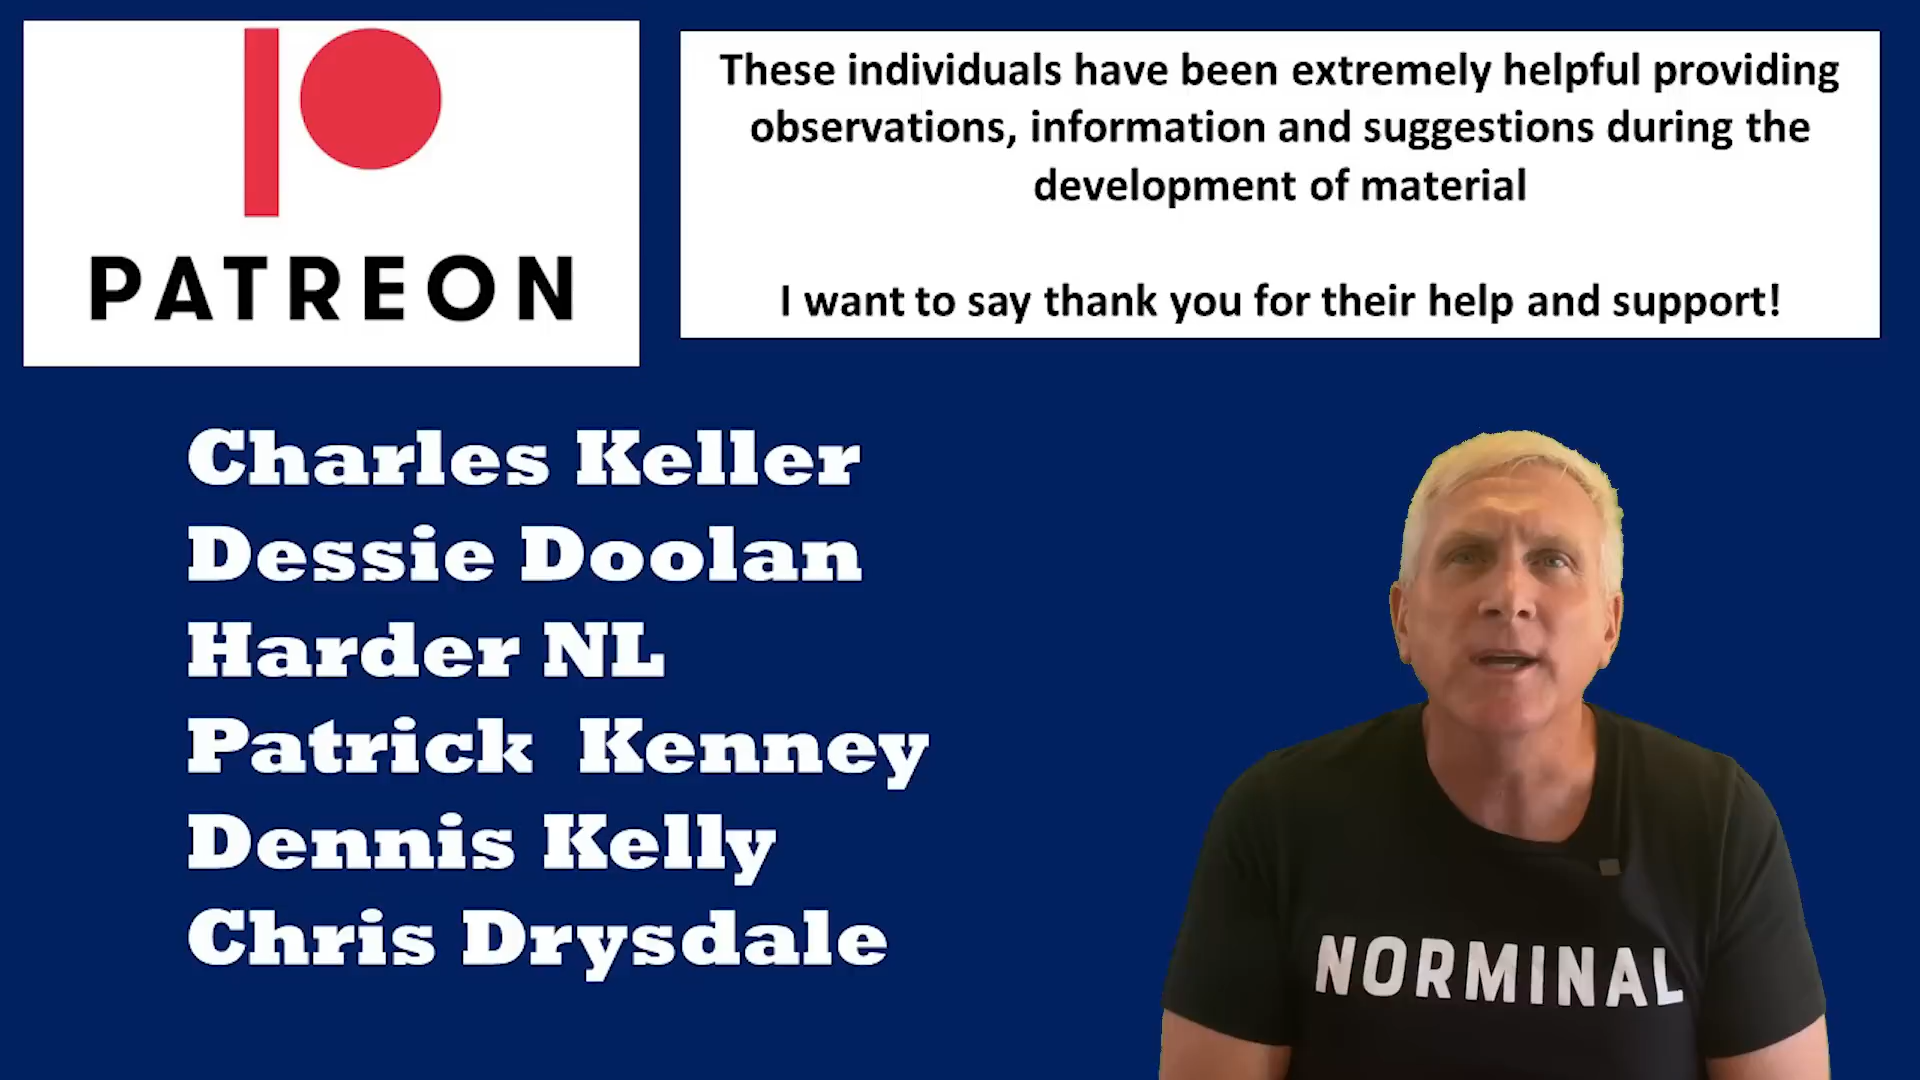 PATREON
These individuals have been extremely helpful providing
observations, information and suggestions during the
development of material
I want to say thank you for their help and support!
Charles Keller
Dessie Doolan
Harder NL
Patrick Kenney
Dennis Kelly
Chris Drysdale
NORMINAL